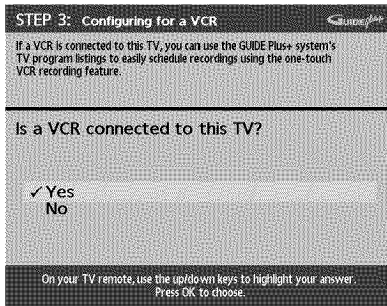 STEP 3: Configuring for a VCR
GUIDE Plus+
If a VCR is connected to this TV, you can use the GUIDE Plus+ system's
TV program listings to easily schedule recordings using the one-touch
VCR recording feature.
Is a VCR connected to this TV?
✓ Yes
No
On your TV remote, use the up/down keys to highlight your answer.
Press OK to choose.